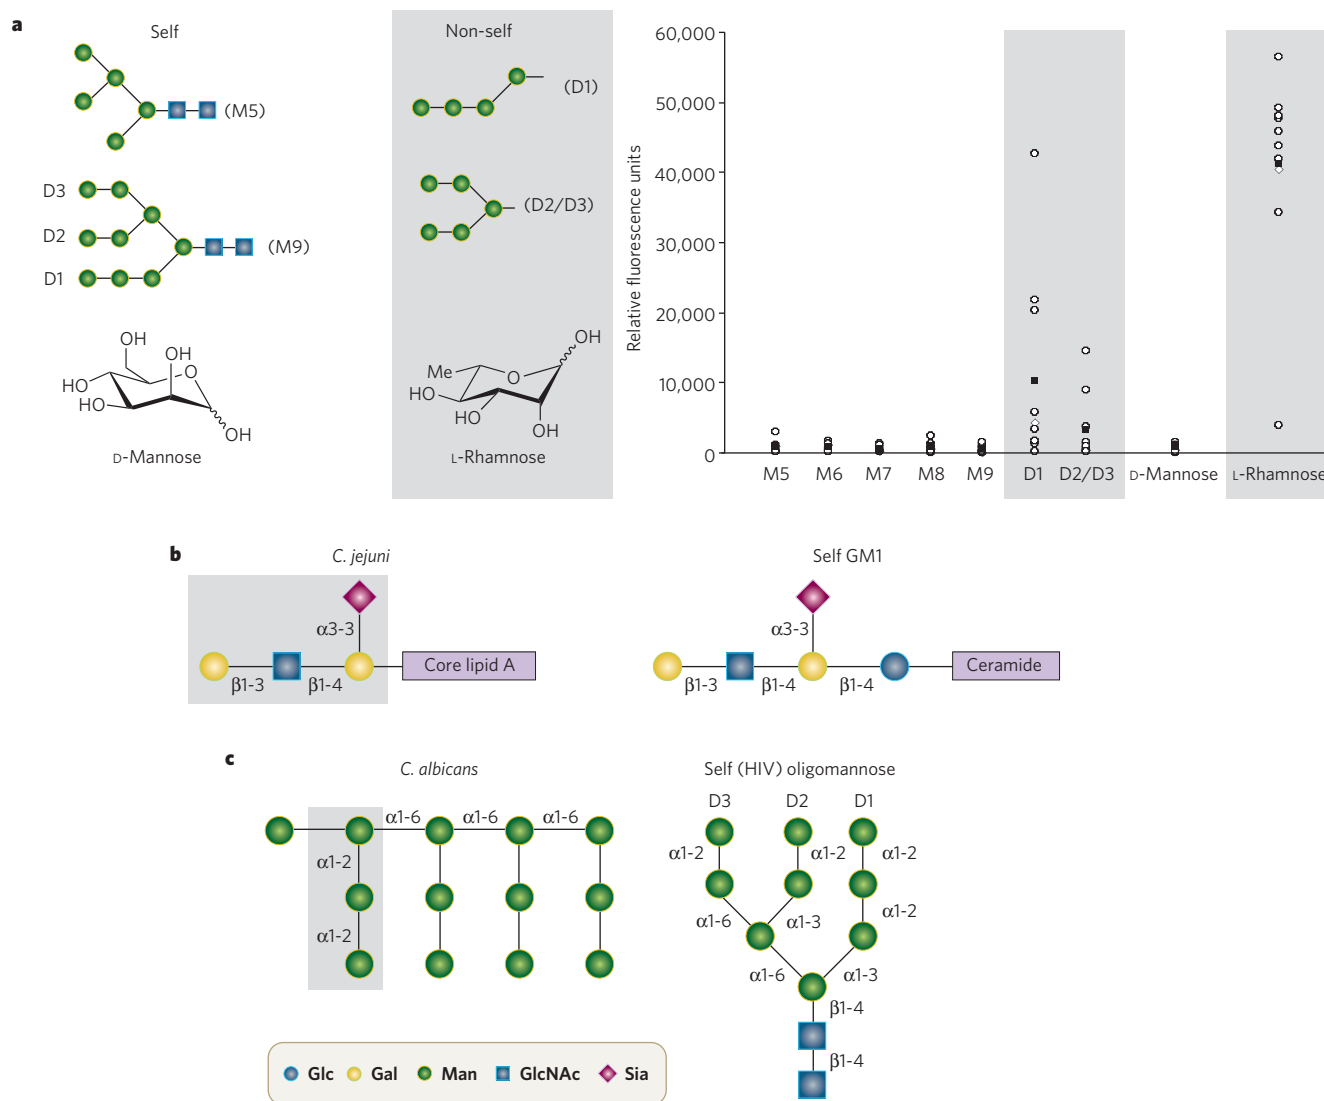 a
Self
Non-self
(M5)
(D1)
D3
D2
D1
(M9)
(D2/D3)
OH
OH
O
HO
HO
OH
D-Mannose
OH
Me
O
HO
HO
OH
L-Rhamnose
Relative fluorescence units
60,000
50,000
40,000
30,000
20,000
10,000
0
M5 M6 M7 M8 M9 D1 D2/D3 D-Mannose L-Rhamnose
b
C. jejuni
α3-3
β1-3 β1-4
Core lipid A
Self GM1
α3-3
β1-3 β1-4 β1-4
Ceramide
c
C. albicans
α1-6 α1-6 α1-6
α1-2
α1-2
Self (HIV) oligomannose
D3 D2 D1
α1-2 α1-2 α1-2
α1-2
α1-6 α1-3
α1-6 α1-3
β1-4
β1-4
Glc Gal Man GlcNAc Sia